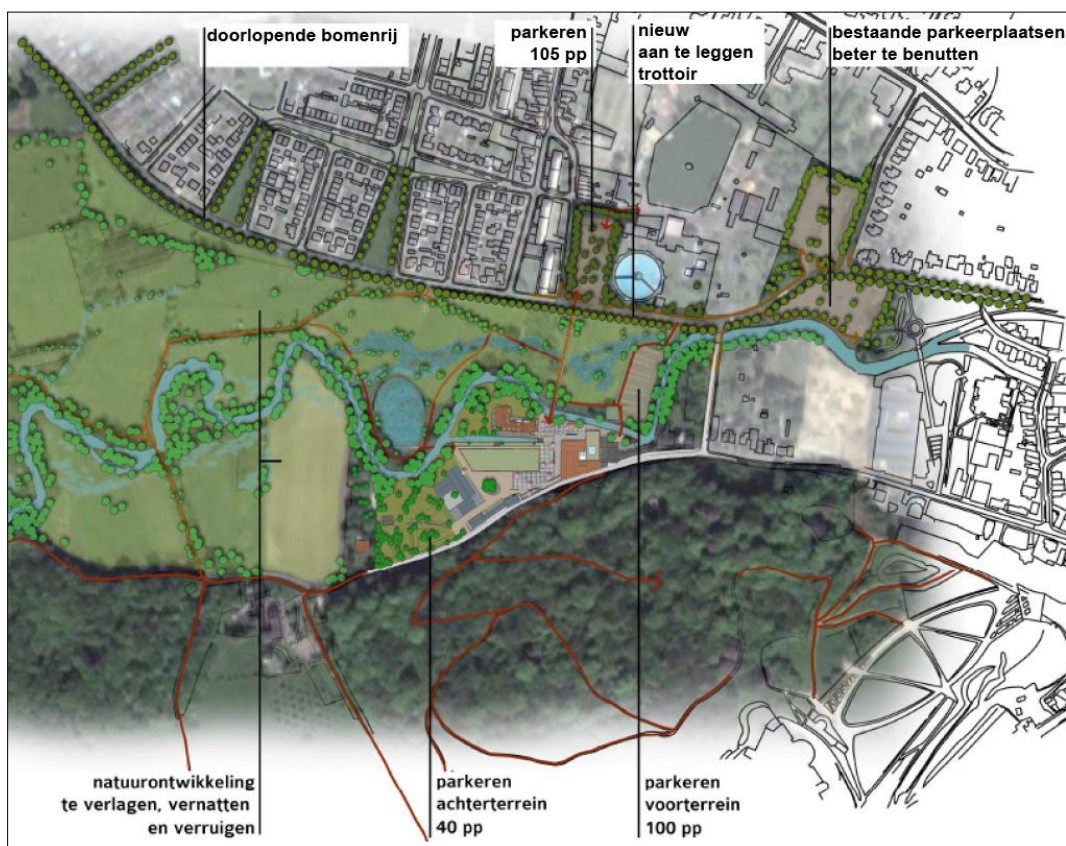 doorlopende bomenrij
parkeren
105 pp
nieuw
aan te leggen
trottoir
bestaande parkeerplaatsen
beter te benutten
natuurontwikkeling
te verlagen, vernatten
en verruigen
parkeren
achterterrein
40 pp
parkeren
voorterrein
100 pp